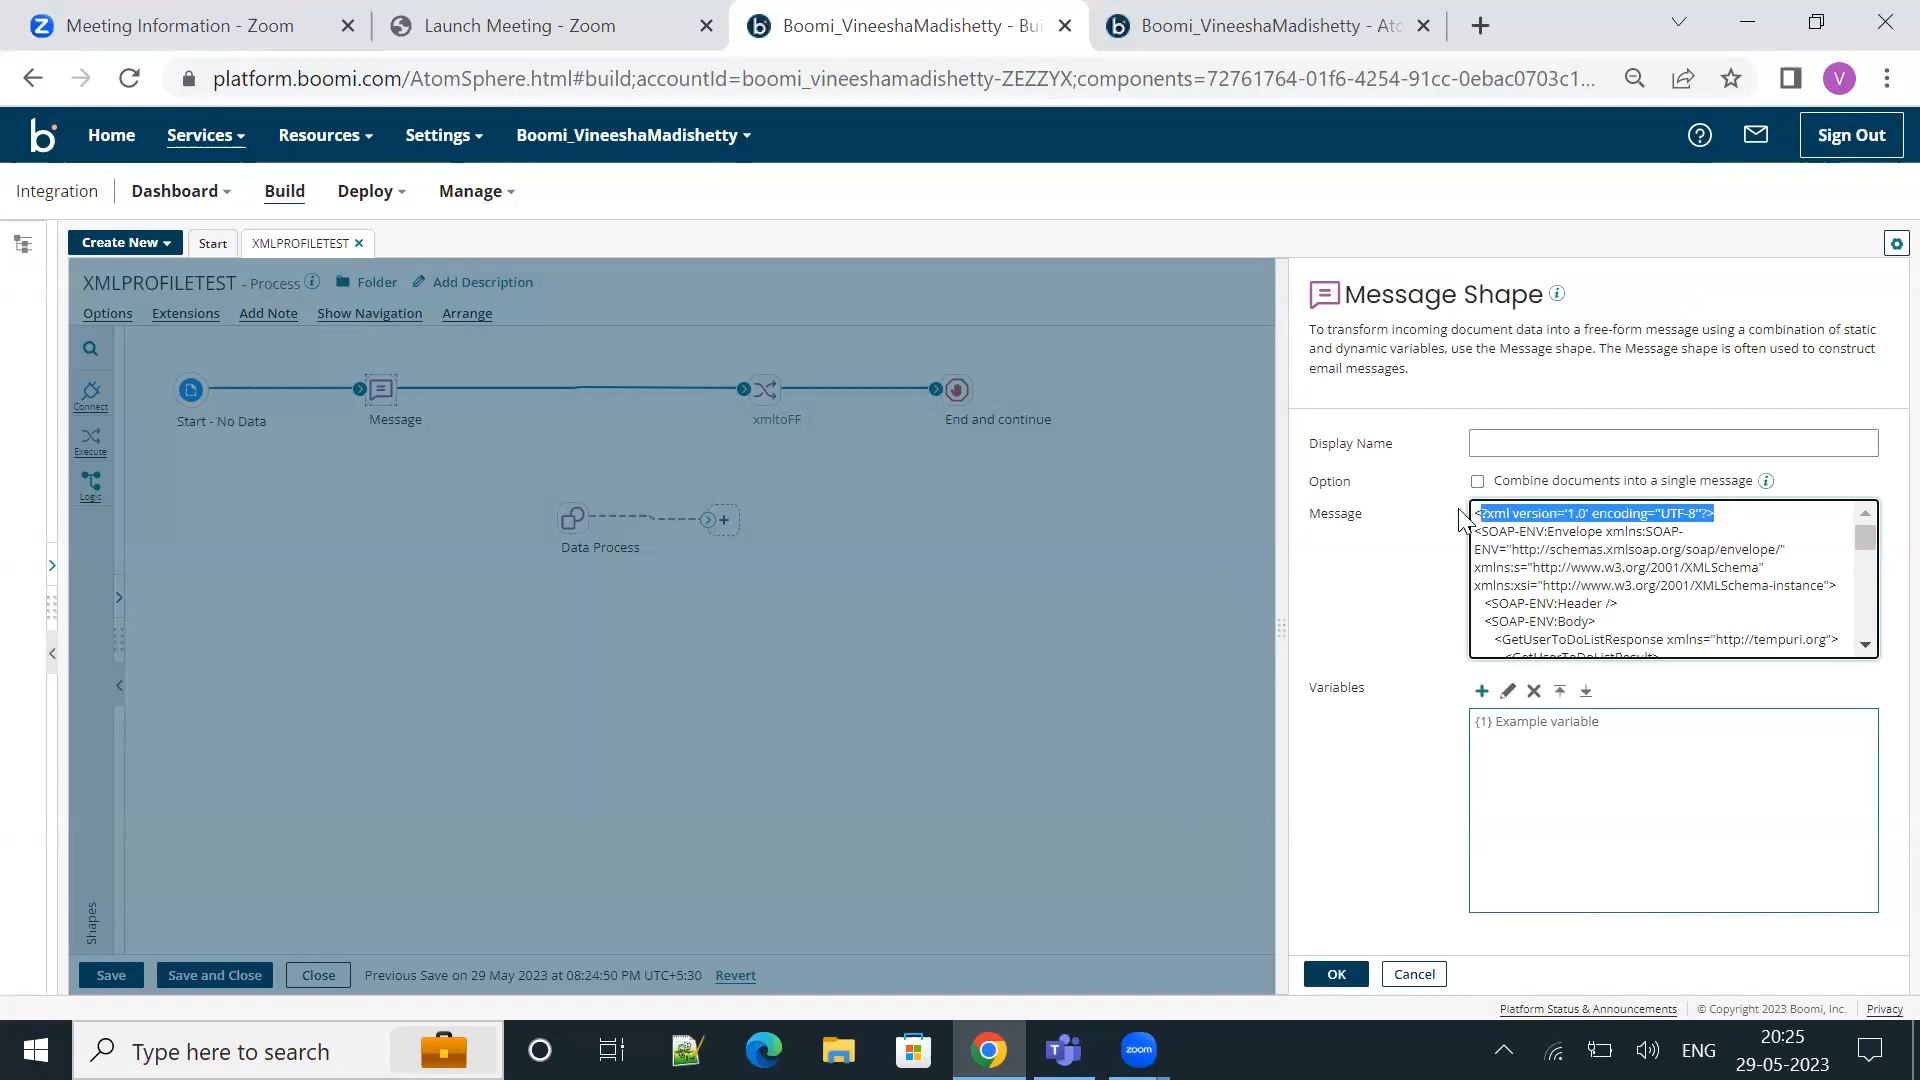 Meeting Information - Zoom
Launch Meeting - Zoom
Boomi_VineeshaMadishetty - Bui
Boomi_VineeshaMadishetty - Ato
platform.boomi.com/AtomSphere.html#build;accountId=boomi_vineeshamadishetty-ZEZZYX;components=72761764-01f6-4254-91cc-0ebac0703c1...
V
b
Home
Services
Resources
Settings
Boomi_VineeshaMadishetty
Sign Out
Integration
Dashboard
Build
Deploy
Manage
Create New
Start
XMLPROFILETEST
XMLPROFILETEST - Process
Folder
Add Description
Options
Extensions
Add Note
Show Navigation
Arrange
Connect
Execute
Logic
Shapes
Start - No Data
Message
xmltoFF
End and continue
Data Process
Save
Save and Close
Close
Previous Save on 29 May 2023 at 08:24:50 PM UTC+5:30
Revert
Message Shape
To transform incoming document data into a free-form message using a combination of static
and dynamic variables, use the Message shape. The Message shape is often used to construct
email messages.
Display Name
Option
Combine documents into a single message
Message
<?xml version='1.0' encoding="UTF-8"?>
<SOAP-ENV:Envelope xmlns:SOAP-
ENV="http://schemas.xmlsoap.org/soap/envelope/"
xmlns:s="http://www.w3.org/2001/XMLSchema"
xmlns:xsi="http://www.w3.org/2001/XMLSchema-instance">
<SOAP-ENV:Header />
<SOAP-ENV:Body>
<GetUserToDoListResponse xmlns="http://tempuri.org">
<GetUserToDoListResult>
Variables
{1} Example variable
OK
Cancel
Platform Status & Announcements
© Copyright 2023 Boomi, Inc.
Privacy
Type here to search
zoom
ENG
20:25
29-05-2023